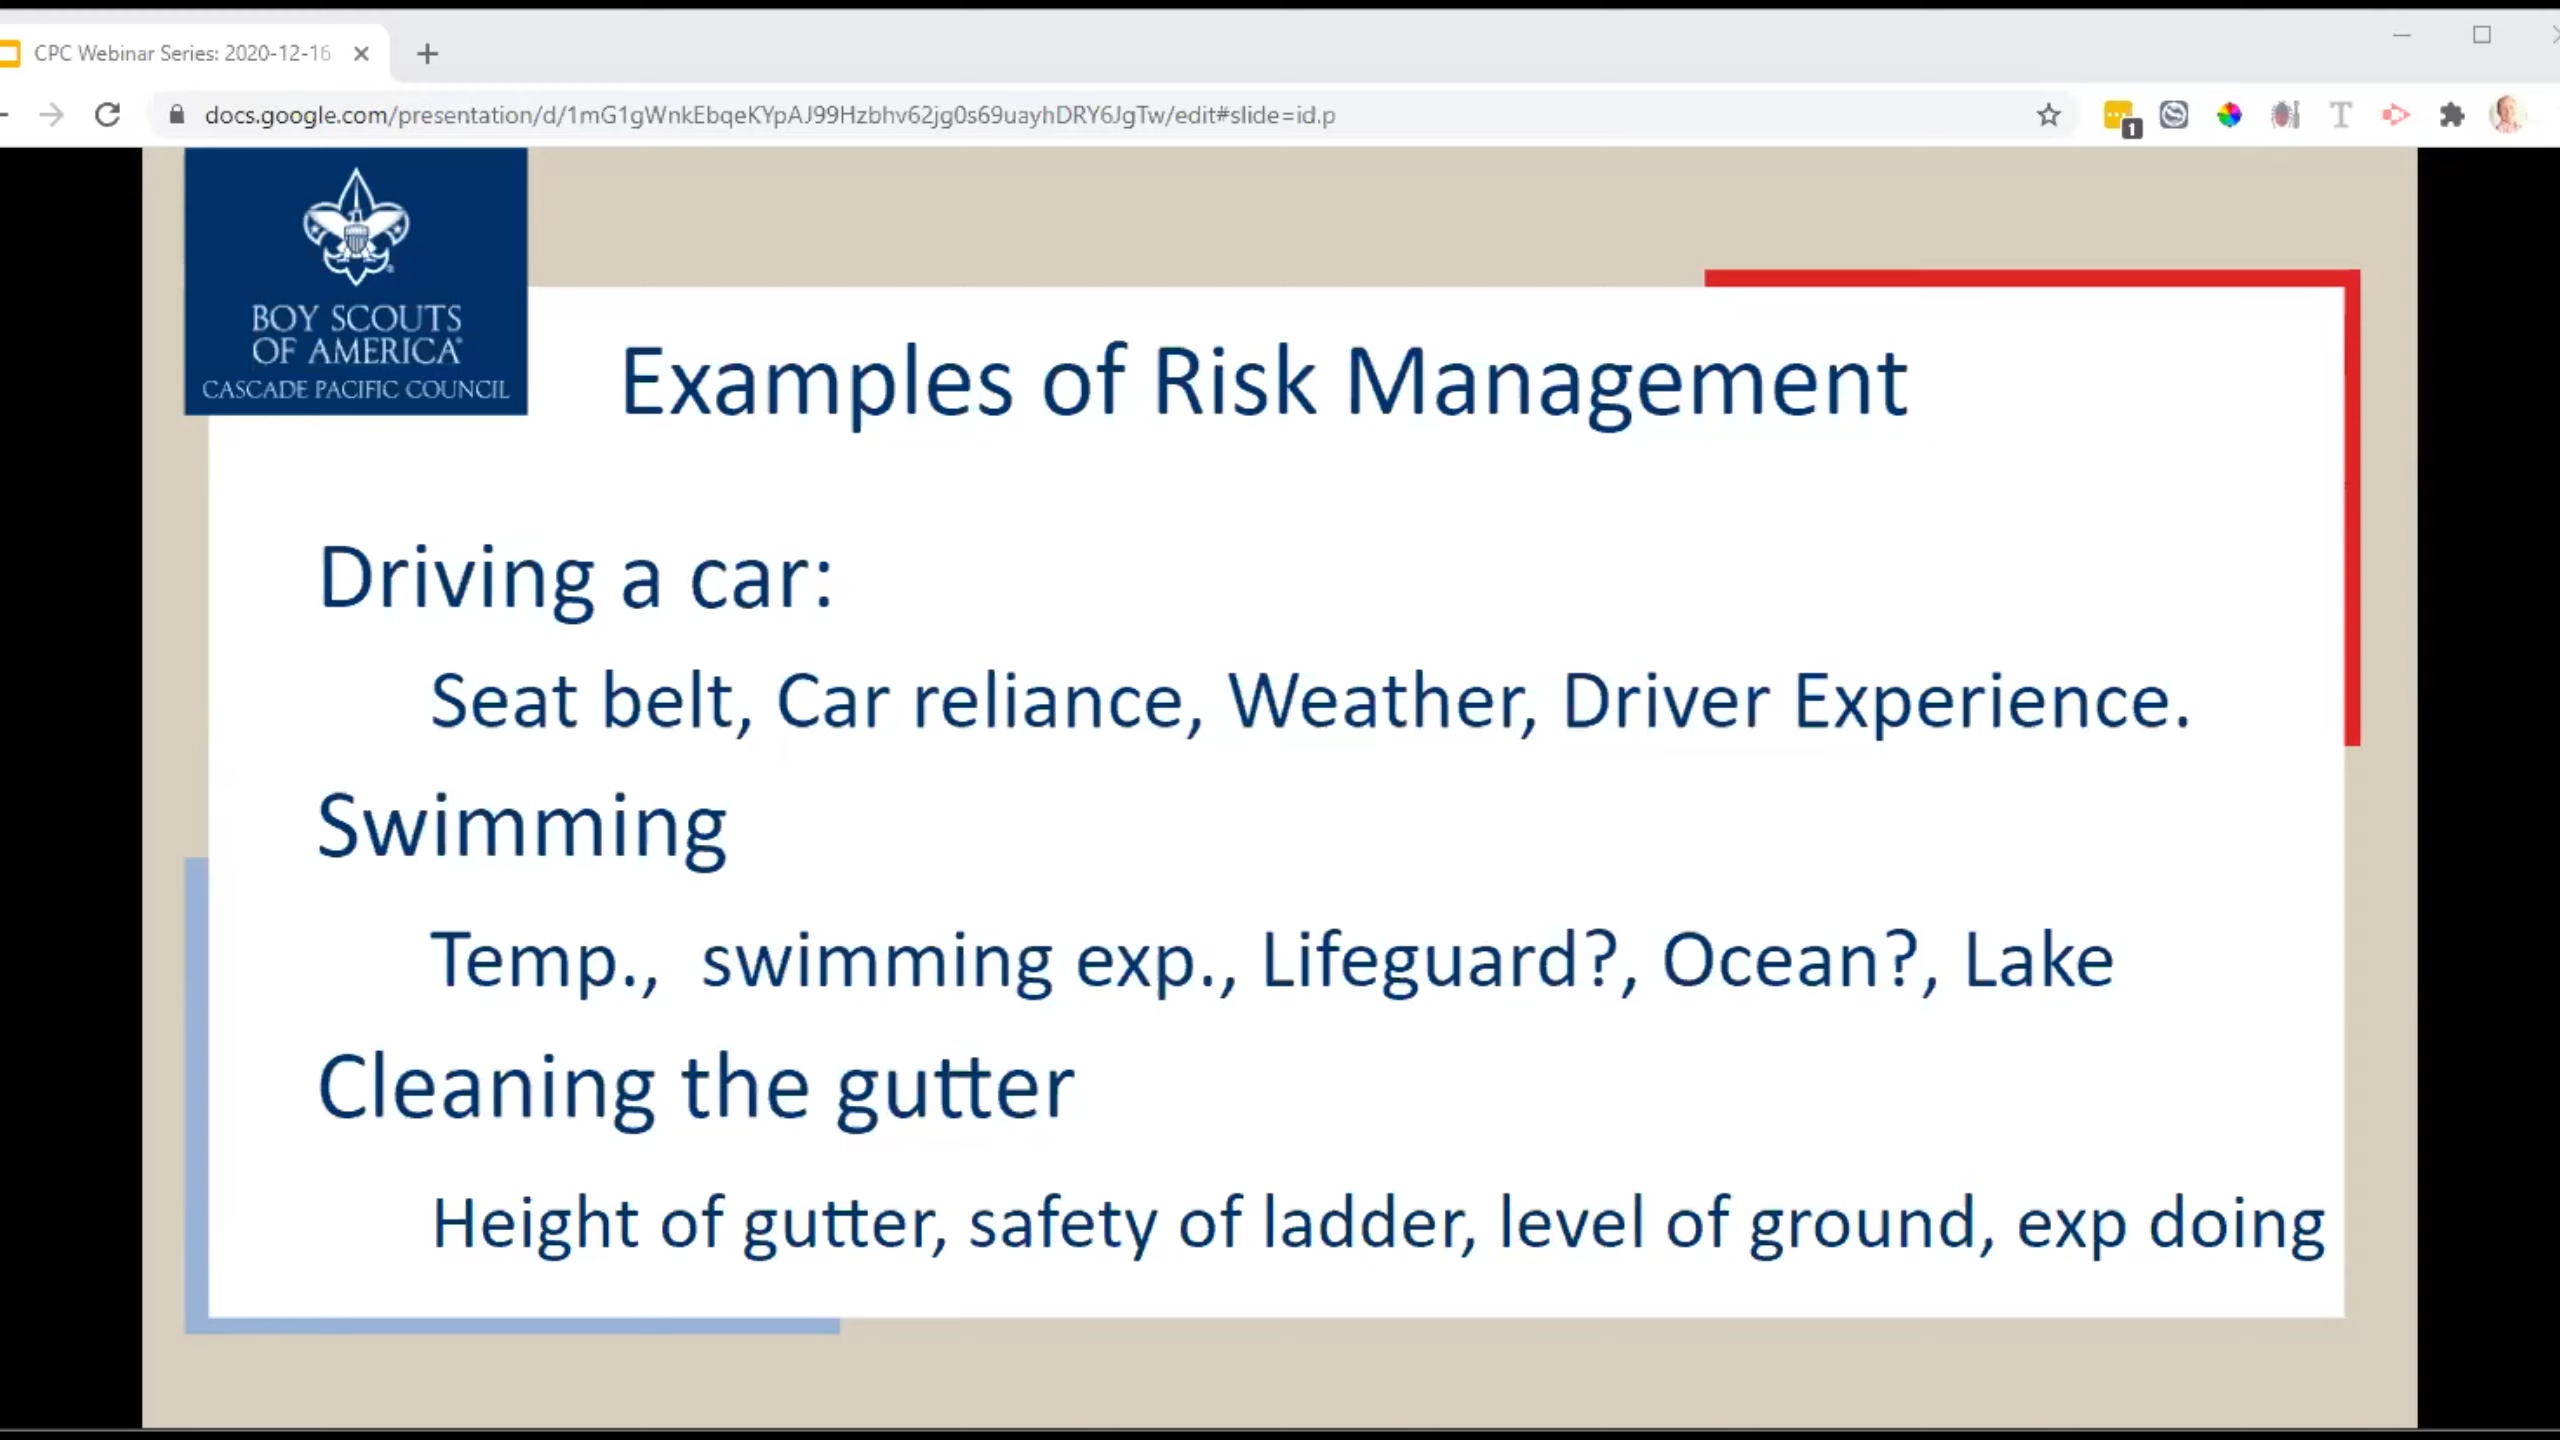 CPC Webinar Series: 2020-12-16
docs.google.com/presentation/d/1mG1gWnkEbqeKYpAJ99Hzbhv62jg0s69uayhDRY6JgTw/edit#slide=id.p
1
T
BOY SCOUTS
OF AMERICA
CASCADE PACIFIC COUNCIL
Examples of Risk Management
Driving a car:
Seat belt, Car reliance, Weather, Driver Experience.
Swimming
Temp.,  swimming exp., Lifeguard?, Ocean?, Lake
Cleaning the gutter
Height of gutter, safety of ladder, level of ground, exp doing